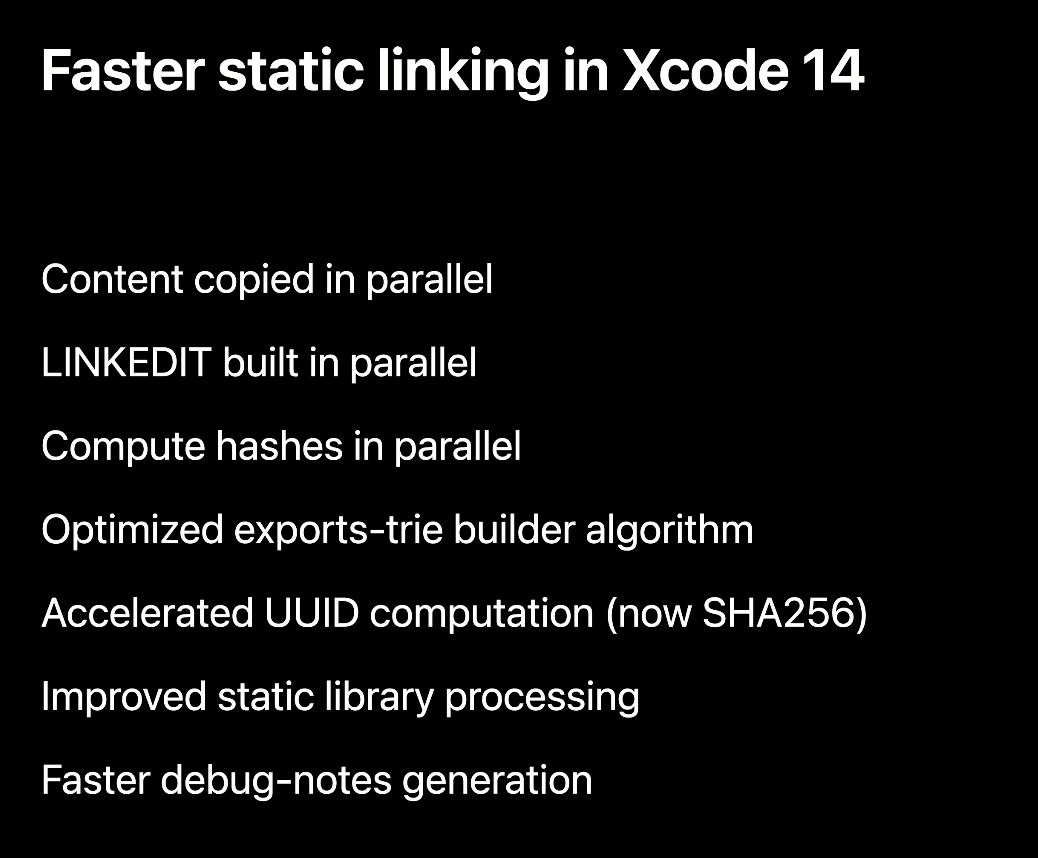 Faster static linking in Xcode 14
Content copied in parallel
LINKEDIT built in parallel
Compute hashes in parallel
Optimized exports-trie builder algorithm
Accelerated UUID computation (now SHA256)
Improved static library processing
Faster debug-notes generation